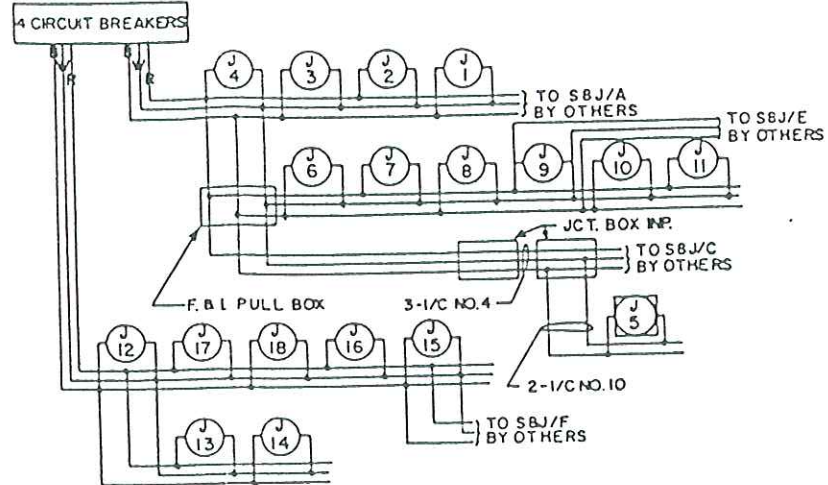 4 CIRCUIT BREAKERS
B R
B R
J 4
J 3
J 2
J 1
TO SBJ/A
BY OTHERS
TO SBJ/E
BY OTHERS
J 6
J 7
J 8
J 9
J 10
J 11
JCT. BOX INP.
TO SBJ/C
BY OTHERS
F. B.I. PULL BOX
3-1/C NO.4
J 5
J 12
J 17
J 18
J 16
J 15
2-1/C NO.10
TO SBJ/F
BY OTHERS
J 13
J 14